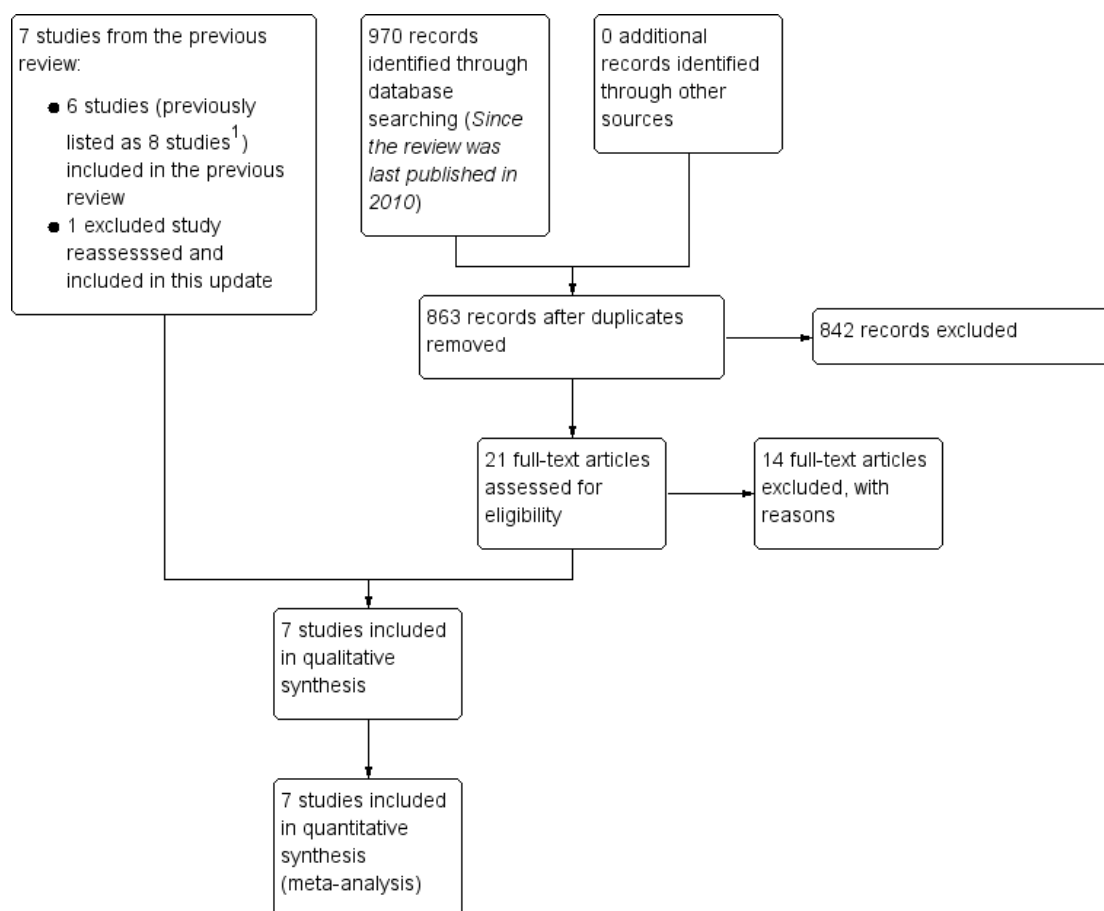 7 studies from the previous
review:
● 6 studies (previously
listed as 8 studies1)
included in the previous
review
● 1 excluded study
reassesssed and
included in this update
970 records
identified through
database
searching (Since
the review was
last published in
2010)
0 additional
records identified
through other
sources
863 records after duplicates
removed
842 records excluded
21 full-text articles
assessed for
eligibility
14 full-text articles
excluded, with
reasons
7 studies included
in qualitative
synthesis
7 studies included
in quantitative
synthesis
(meta-analysis)